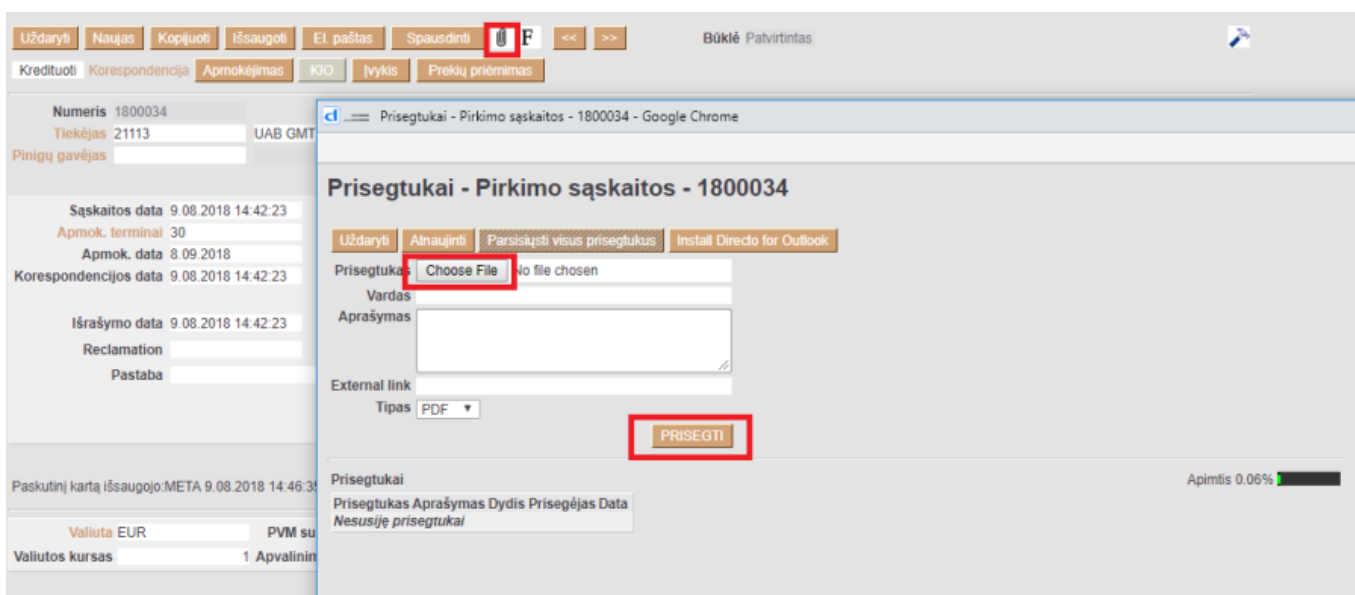 Uždaryti Naujas Kopijuoti Išsaugoti El. paštas Spausdinti F << >> Būklė Patvirtintas
Kredituoti Korespondencija Apmokėjimas KIO Įvykis Prekių priėmimas
Numeris 1800034
Tiekėjas 21113 UAB GMT
Pinigų gavėjas
Sąskaitos data 9.08.2018 14:42:23
Apmok. terminai 30
Apmok. data 8.09.2018
Korespondencijos data 9.08.2018 14:42:23
Išrašymo data 9.08.2018 14:42:23
Reclamation
Pastaba
Paskutinį kartą išsaugojo:META 9.08.2018 14:46:3
Valiuta EUR PVM su
Valiutos kursas 1 Apvalinim
Prisegtukai - Pirkimo sąskaitos - 1800034 - Google Chrome
Prisegtukai - Pirkimo sąskaitos - 1800034
Uždaryti Atnaujinti Parsisiųsti visus prisegtukus Install Directo for Outlook
Prisegtukas Choose File No file chosen
Vardas
Aprašymas
External link
Tipas PDF
PRISEGTI
Prisegtukai Apimtis 0.06%
Prisegtukas Aprašymas Dydis Prisegėjas Data
Nesusiję prisegtukai